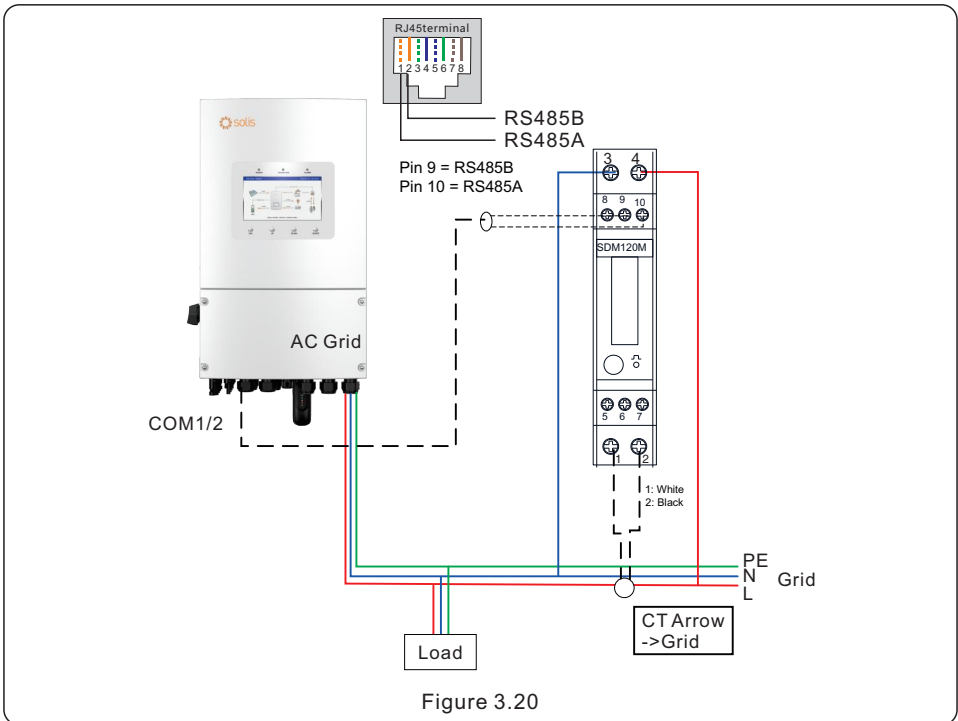 RJ45terminal
1 2 3 4 5 6 7 8
RS485B
RS485A
Pin 9 = RS485B
Pin 10 = RS485A
solis
3 4
8 9 10
SDM120M
AC Grid
5 6 7
COM1/2
1 2
1: White
2: Black
PE
N
Grid
L
CT Arrow
->Grid
Load
Figure 3.20